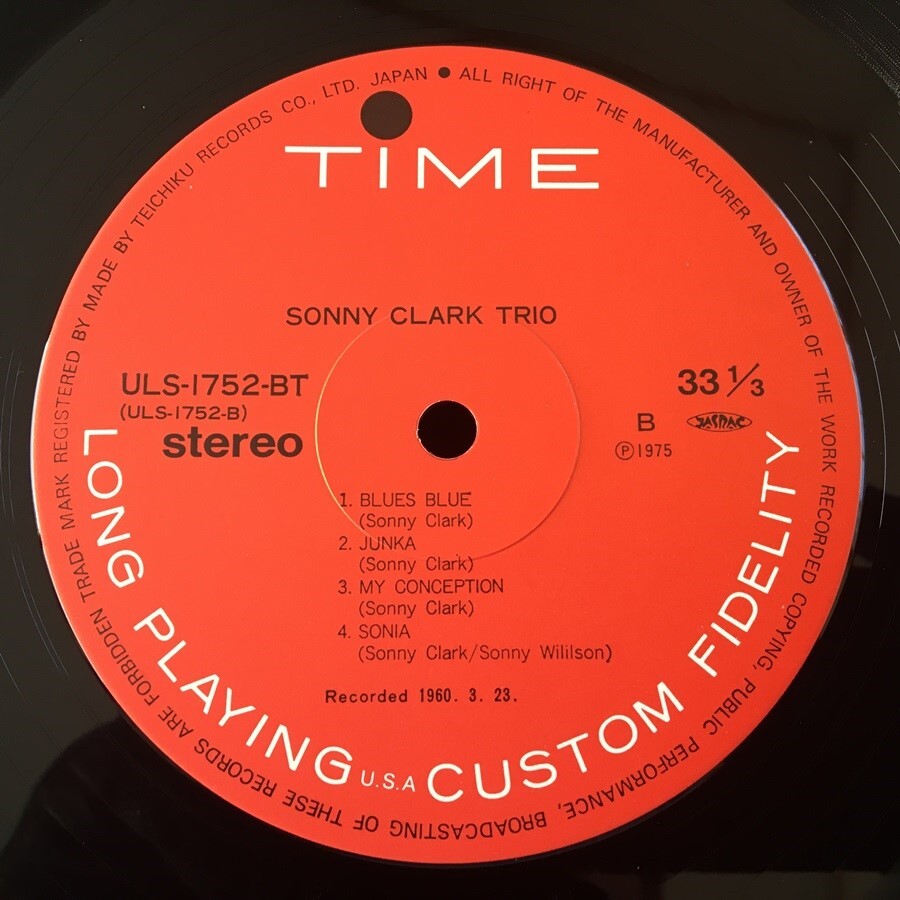 MADE BY TEICHIKU RECORDS CO., LTD. JAPAN ● ALL RIGHT OF THE MANUFACTURER AND OWNER OF THE WORK RECORDED COPYING, PUBLIC PERFORMANCE, BROADCASTING OF THESE RECORDS ARE FORBIDDEN TRADE MARK REGISTERED BY
TIME
SONNY CLARK TRIO
ULS-1752-BT
(ULS-1752-B)
stereo
33 1/3
B
JASRAC
Ⓟ1975
1. BLUES BLUE
(Sonny Clark)
2. JUNKA
(Sonny Clark)
3. MY CONCEPTION
(Sonny Clark)
4. SONIA
(Sonny Clark/Sonny Wililson)
Recorded 1960. 3. 23.
LONG PLAYING U.S.A CUSTOM FIDELITY